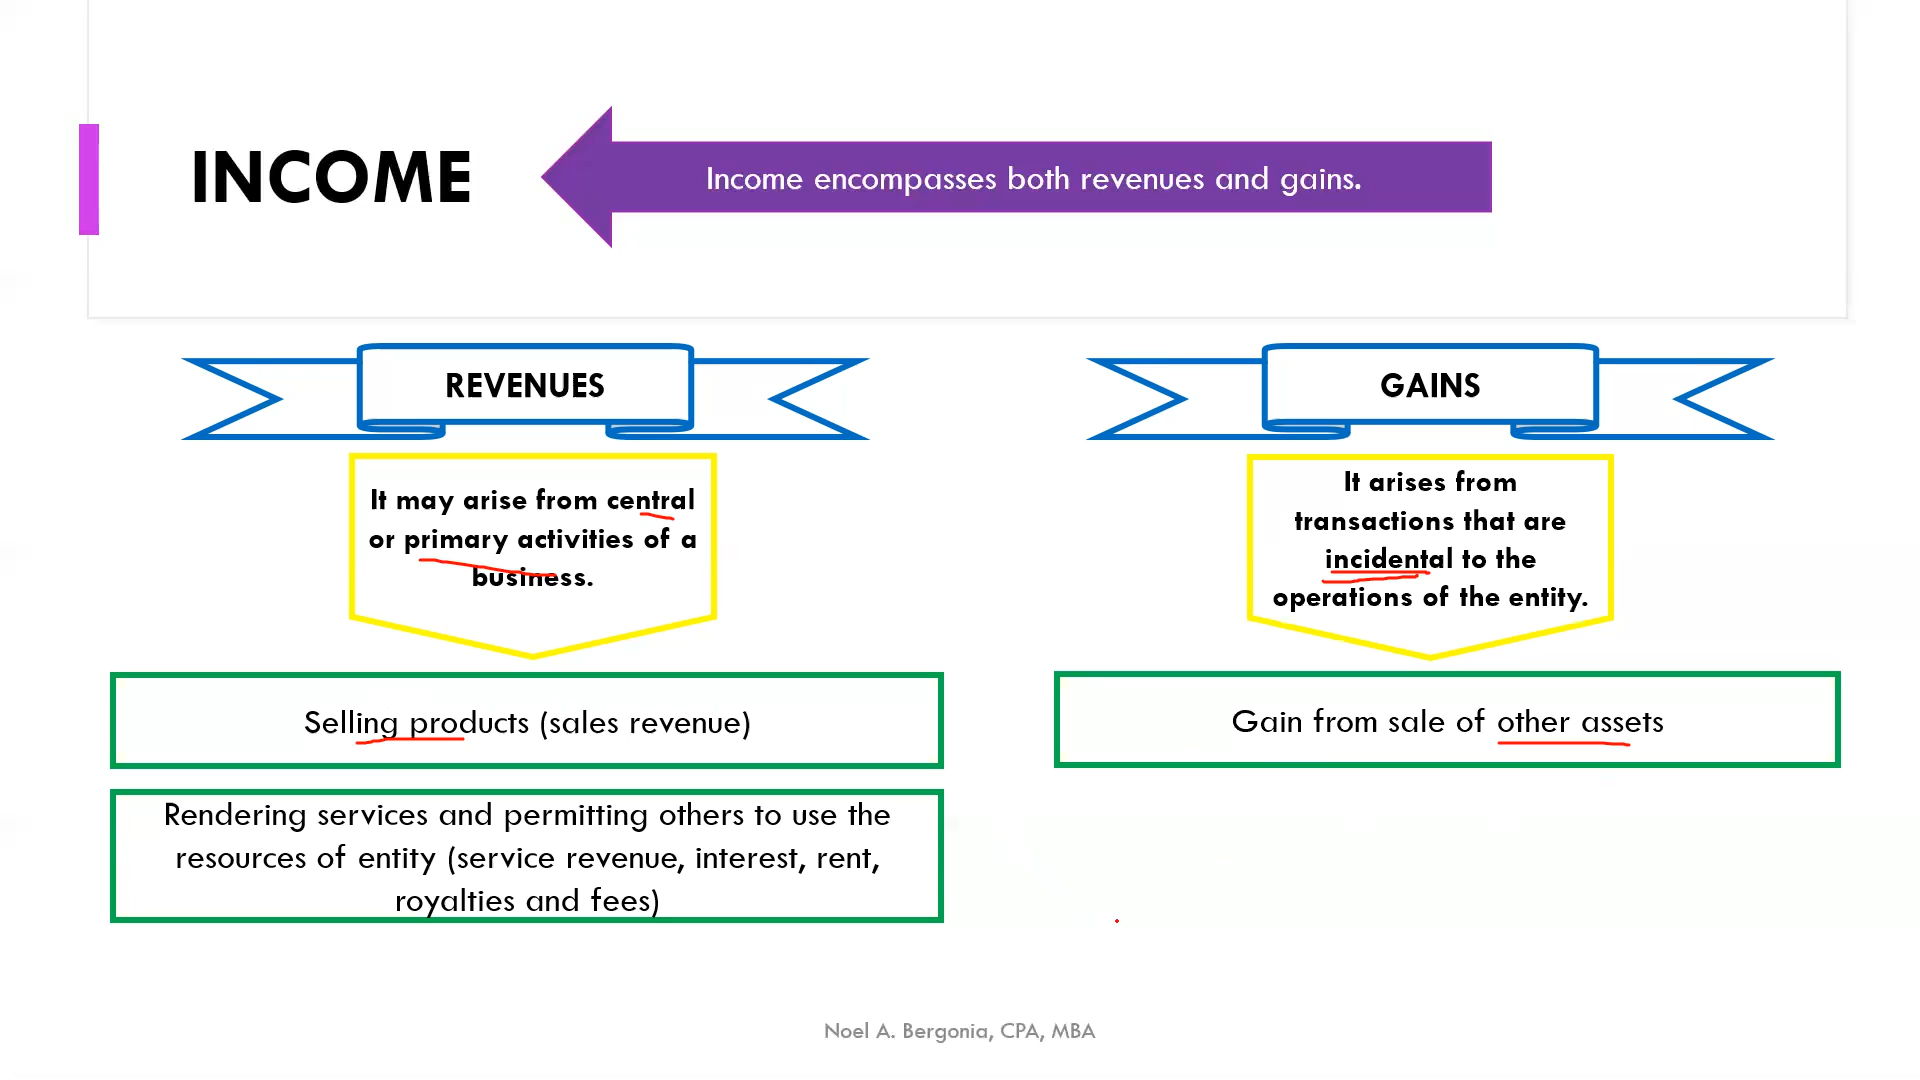 INCOME
Income encompasses both revenues and gains.
REVENUES
It may arise from central
or primary activities of a
business.
Selling products (sales revenue)
Rendering services and permitting others to use the
resources of entity (service revenue, interest, rent,
royalties and fees)
GAINS
It arises from
transactions that are
incidental to the
operations of the entity.
Gain from sale of other assets
Noel A. Bergonia, CPA, MBA